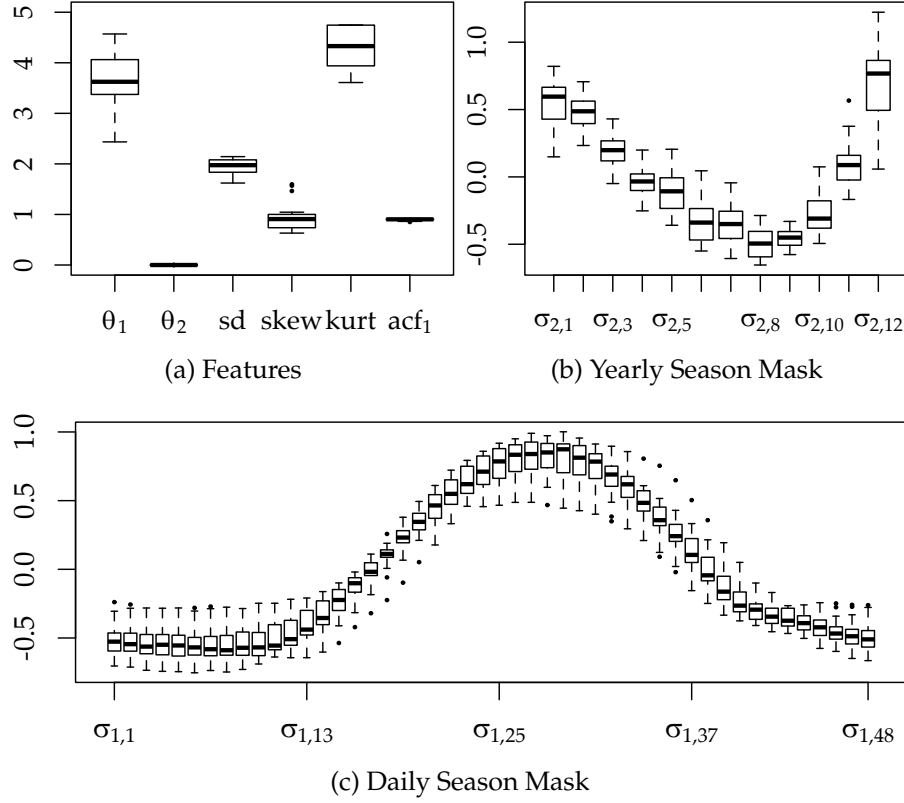 0 1 2 3 4 5
θ1 θ2 sd skew kurt acf1
(a) Features
-0.5 0.0 0.5 1.0
σ2,1 σ2,3 σ2,5 σ2,8 σ2,10 σ2,12
(b) Yearly Season Mask
-0.5 0.0 0.5 1.0
σ1,1 σ1,13 σ1,25 σ1,37 σ1,48
(c) Daily Season Mask